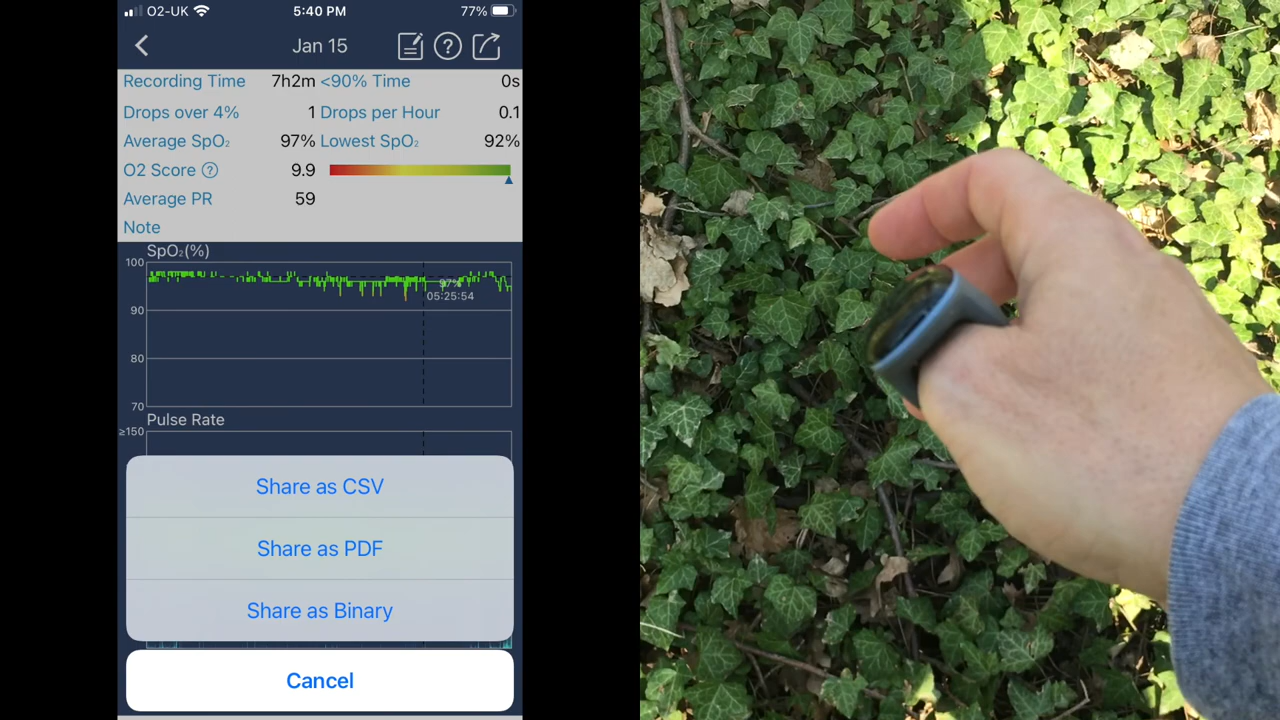 O2-UK 5:40 PM 77%
Jan 15
Recording Time 7h2m <90% Time 0s
Drops over 4% 1 Drops per Hour 0.1
Average SpO₂ 97% Lowest SpO₂ 92%
O2 Score ? 9.9
Average PR 59
Note
SpO₂(%)
100
97%
05:25:54
90
80
70
Pulse Rate
≥150
Share as CSV
Share as PDF
Share as Binary
Cancel